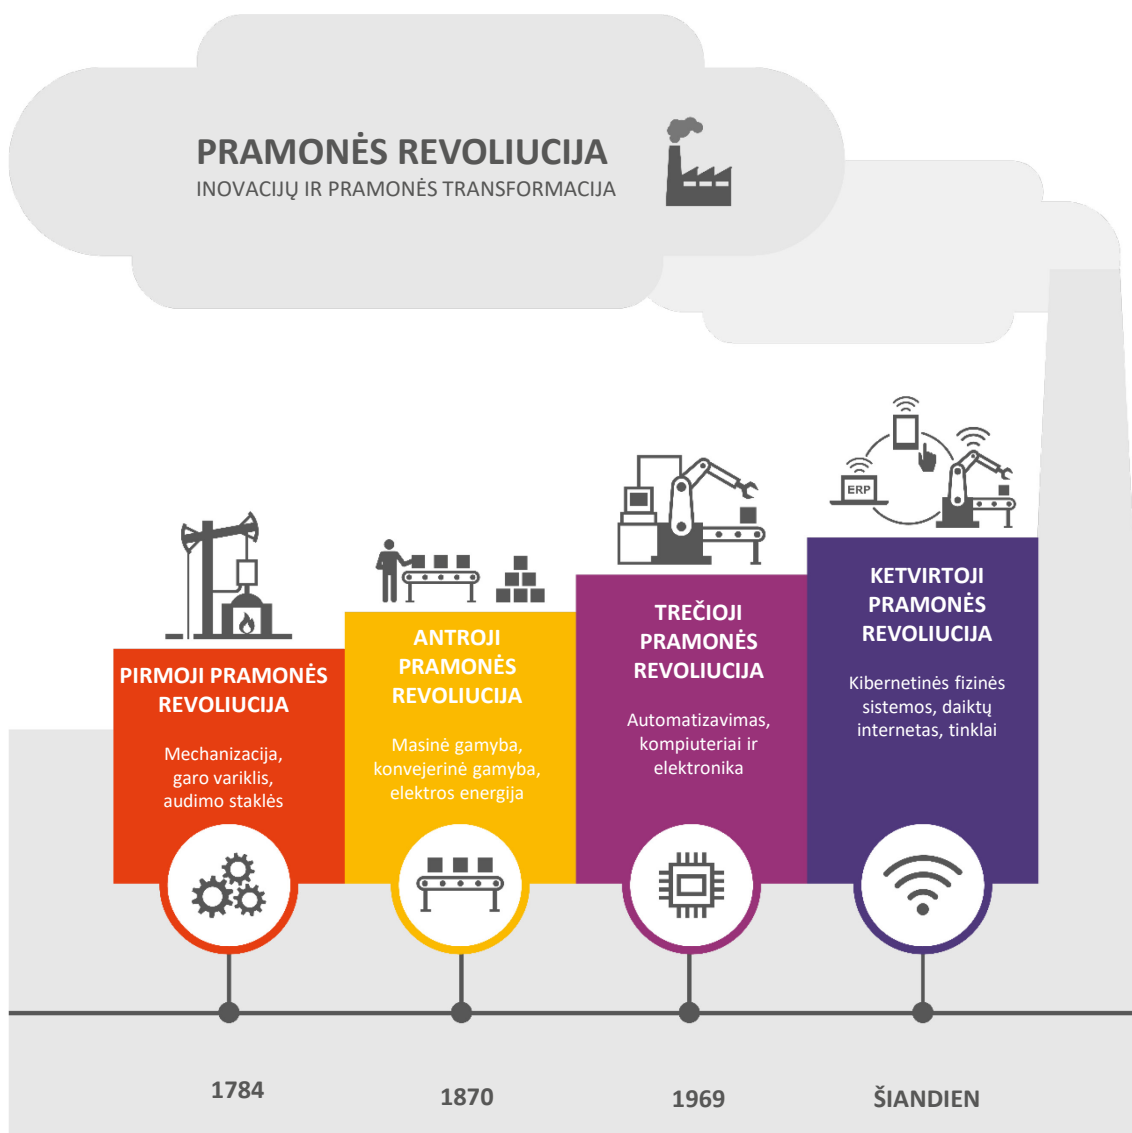 PRAMONĖS REVOLIUCIJA
INOVACIJŲ IR PRAMONĖS TRANSFORMACIJA
ERP
PIRMOJI PRAMONĖS
REVOLIUCIJA
Mechanizacija,
garo variklis,
audimo staklės
ANTROJI
PRAMONĖS
REVOLIUCIJA
Masinė gamyba,
konvejerinė gamyba,
elektros energija
TREČIOJI
PRAMONĖS
REVOLIUCIJA
Automatizavimas,
kompiuteriai ir
elektronika
KETVIRTOJI
PRAMONĖS
REVOLIUCIJA
Kibernetinės fizinės
sistemos, daiktų
internetas, tinklai
1784
1870
1969
ŠIANDIEN